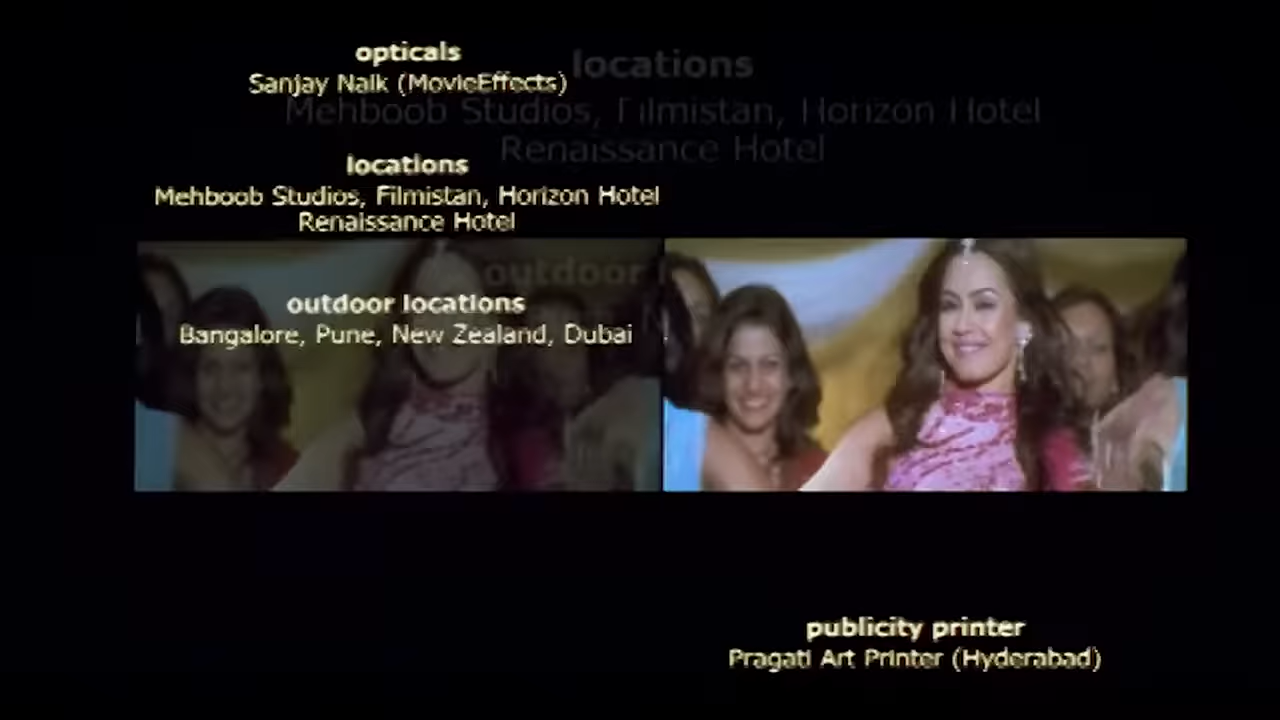 opticals
Sanjay Naik (MovieEffects)
locations
Mehboob Studios, Filmistan, Horizon Hotel
Renaissance Hotel
locations
Mehboob Studios, Filmistan, Horizon Hotel
Renaissance Hotel
outdoor l
outdoor locations
Bangalore, Pune, New Zealand, Dubai
publicity printer
Pragati Art Printer (Hyderabad)